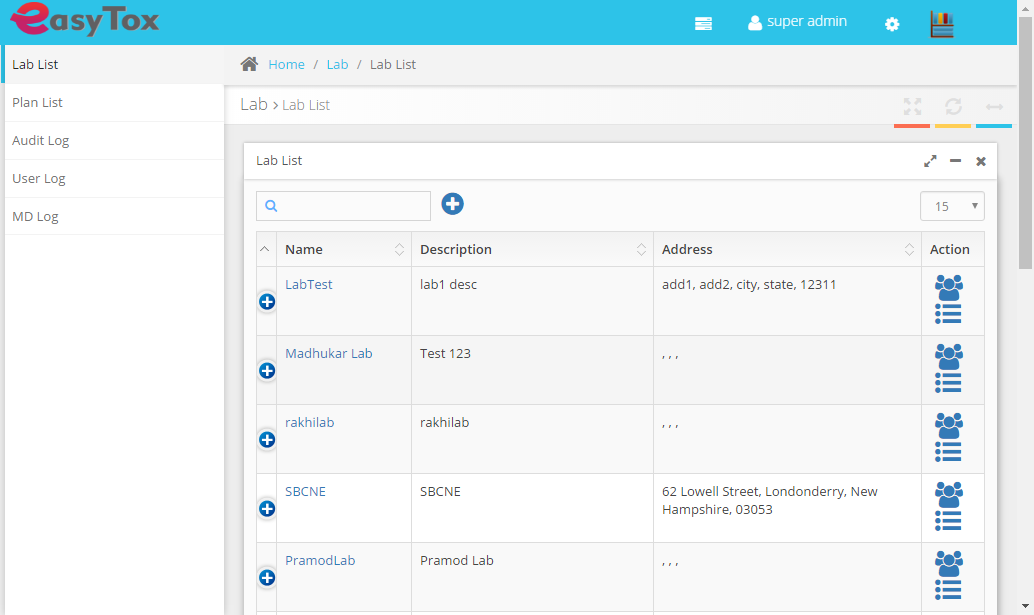 easyTox
super admin
Lab List
Plan List
Audit Log
User Log
MD Log
Home / Lab / Lab List
Lab > Lab List
Lab List
15
Name Description Address Action
LabTest lab1 desc add1, add2, city, state, 12311
Madhukar Lab Test 123 , , ,
rakhilab rakhilab , , ,
SBCNE SBCNE 62 Lowell Street, Londonderry, New
Hampshire, 03053
PramodLab Pramod Lab , , ,